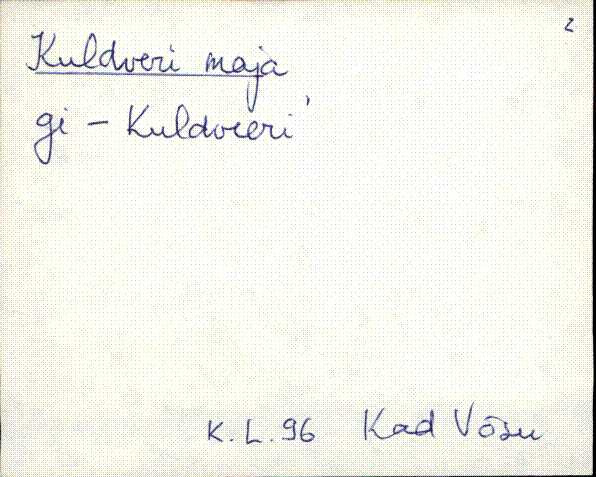 2
Kuldveri maja
gi – Kuldveeri'
K. L. 96 Kad Võsu